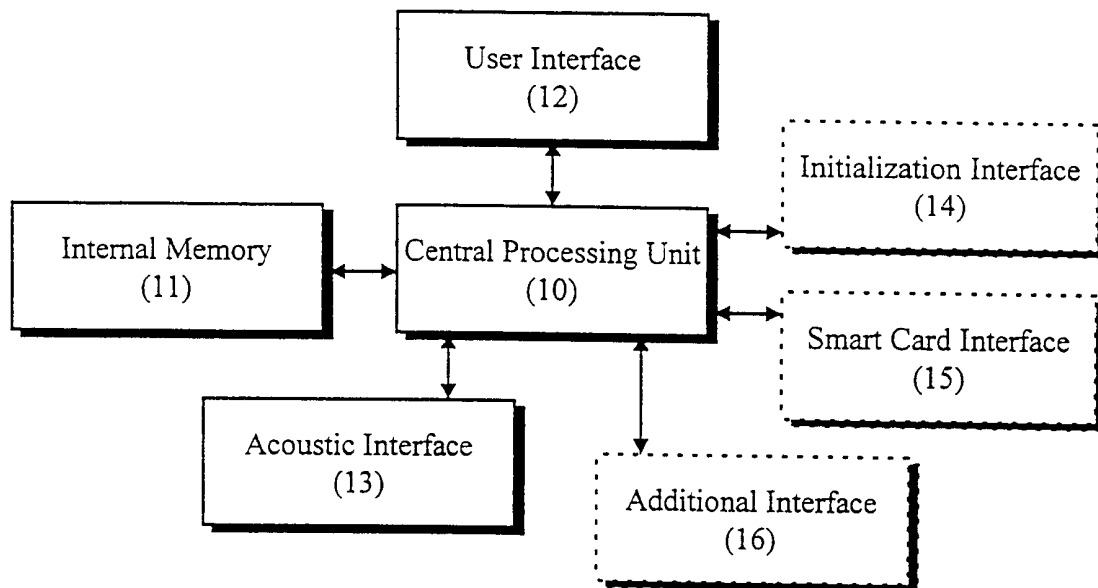 User Interface
(12)
Initialization Interface
(14)
Internal Memory
(11)
Central Processing Unit
(10)
Smart Card Interface
(15)
Acoustic Interface
(13)
Additional Interface
(16)